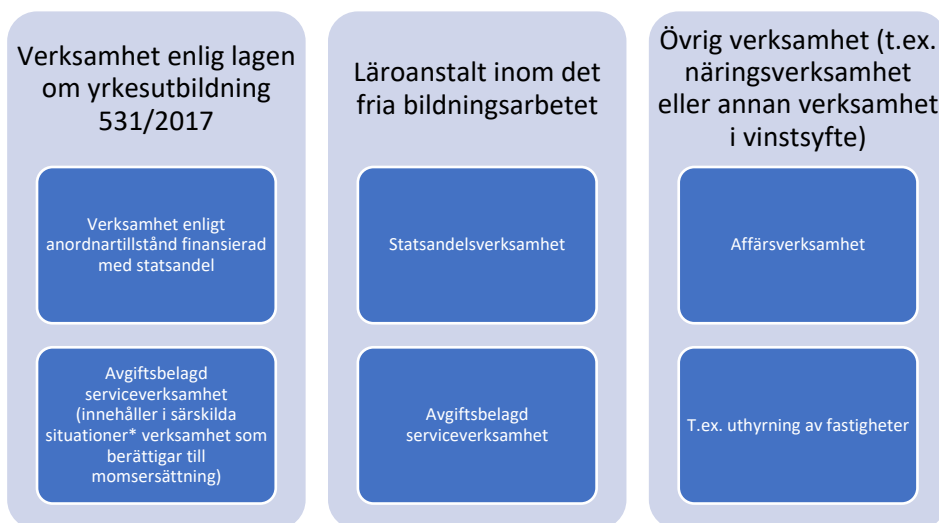 Verksamhet enlig lagen
om yrkesutbildning
531/2017
Verksamhet enligt
anordnartillstånd finansierad
med statsandel
Avgiftsbelagd
serviceverksamhet
(innehåller i särskilda
situationer* verksamhet som
berättigar till
momsersättning)
Läroanstalt inom det
fria bildningsarbetet
Statsandelsverksamhet
Avgiftsbelagd
serviceverksamhet
Övrig verksamhet (t.ex.
näringsverksamhet
eller annan verksamhet
i vinstsyfte)
Affärsverksamhet
T.ex. uthyrning av fastigheter